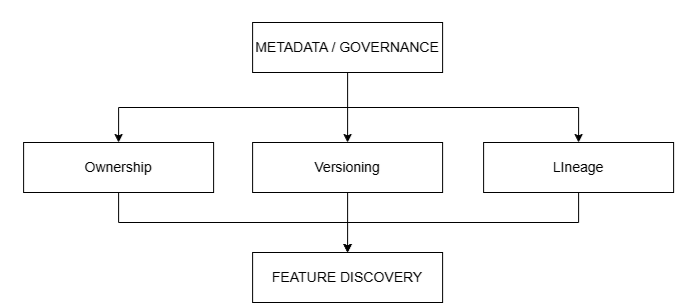 METADATA / GOVERNANCE
Ownership
Versioning
LIneage
FEATURE DISCOVERY